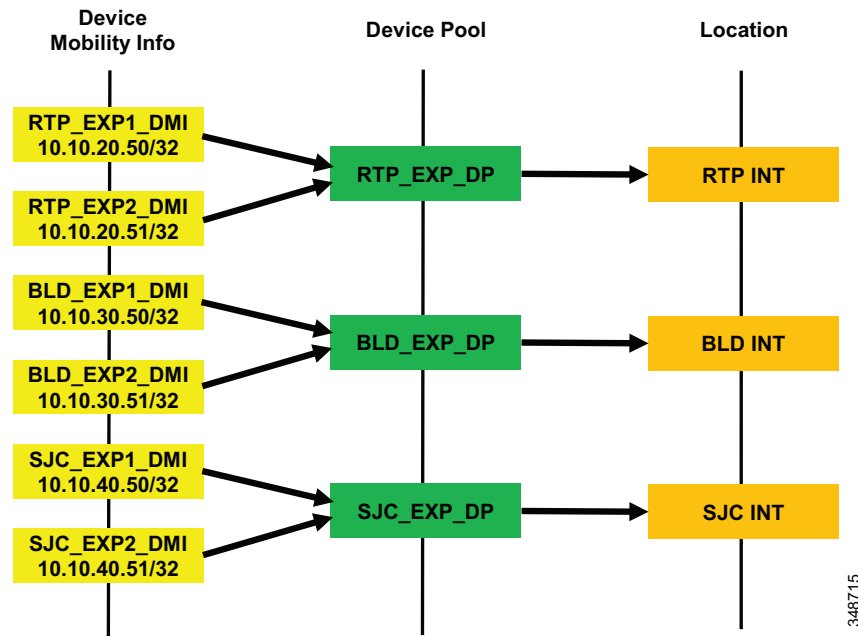 Device
Mobility Info
Device Pool
Location
RTP_EXP1_DMI
10.10.20.50/32
RTP_EXP2_DMI
10.10.20.51/32
RTP_EXP_DP
RTP INT
BLD_EXP1_DMI
10.10.30.50/32
BLD_EXP2_DMI
10.10.30.51/32
BLD_EXP_DP
BLD INT
SJC_EXP1_DMI
10.10.40.50/32
SJC_EXP2_DMI
10.10.40.51/32
SJC_EXP_DP
SJC INT
348715